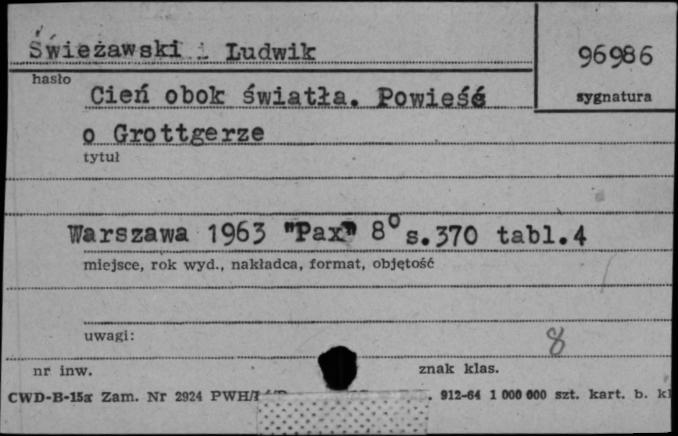 Świeżawski Ludwik
96986
hasło
sygnatura
Cień obok światła. Powieść
o Grottgerze
tytuł
Warszawa 1963 "Pax" 8° s.370 tabl.4
miejsce, rok wyd., nakładca, format, objętość
uwagi:
8
nr inw.
znak klas.
CWD-B-15a Zam. Nr 2924 912-64 1 000 000 szt. kart. b.